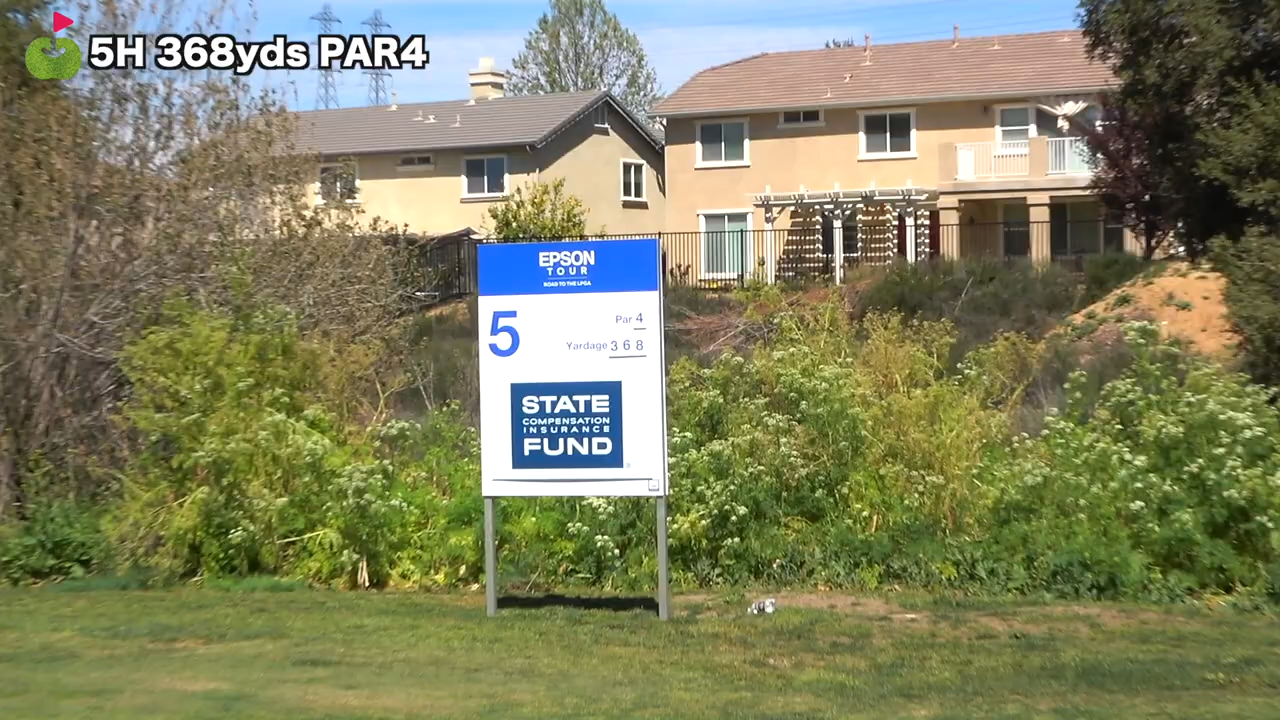 5H 368yds PAR4
EPSON
TOUR
ROAD TO THE LPGA
5
Par 4
Yardage 368
STATE
COMPENSATION
INSURANCE
FUND